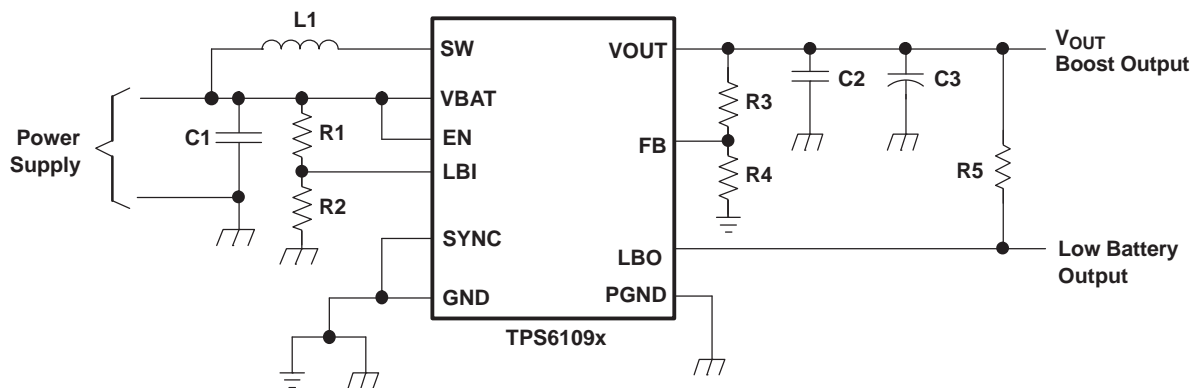 L1
SW
VOUT
V_OUT
Boost Output
C2
C3
R3
VBAT
Power
Supply
C1
R1
EN
FB
LBI
R4
R5
R2
SYNC
LBO
Low Battery
Output
GND
PGND
TPS6109x